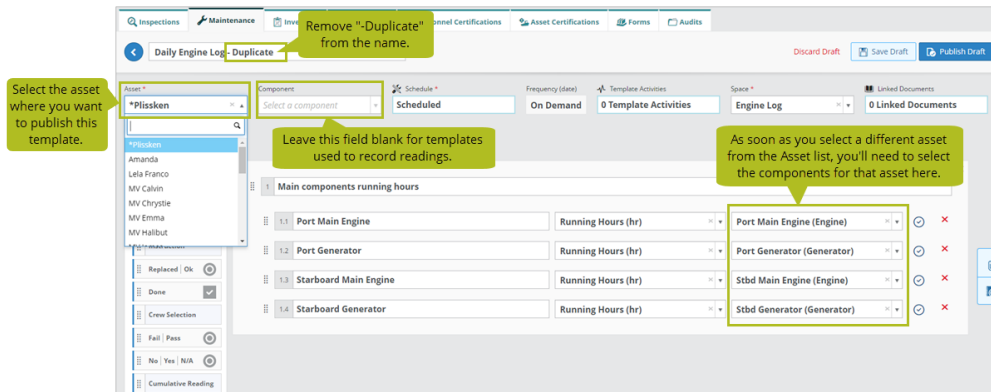 Inspections
Maintenance
Remove "-Duplicate"
from the name.
onnel Certifications
Asset Certifications
Forms
Audits
Daily Engine Log - Duplicate
Discard Draft
Save Draft
Publish Draft
Select the asset
where you want
to publish this
template.
Asset *
Component
Schedule *
Frequency (date)
Template Activities
Space *
Linked Documents
*Plissken
Select a component
Scheduled
On Demand
0 Template Activities
Engine Log
0 Linked Documents
*Plissken
Amanda
Lela Franco
MV Calvin
MV Chrystie
MV Emma
MV Halibut
Leave this field blank for templates
used to record readings.
As soon as you select a different asset
from the Asset list, you'll need to select
the components for that asset here.
1 Main components running hours
1.1 Port Main Engine Running Hours (hr) Port Main Engine (Engine)
1.2 Port Generator Running Hours (hr) Port Generator (Generator)
1.3 Starboard Main Engine Running Hours (hr) Stbd Main Engine (Engine)
1.4 Starboard Generator Running Hours (hr) Stbd Generator (Generator)
Replaced | Ok
Done
Crew Selection
Fail | Pass
No | Yes | N/A
Cumulative Reading